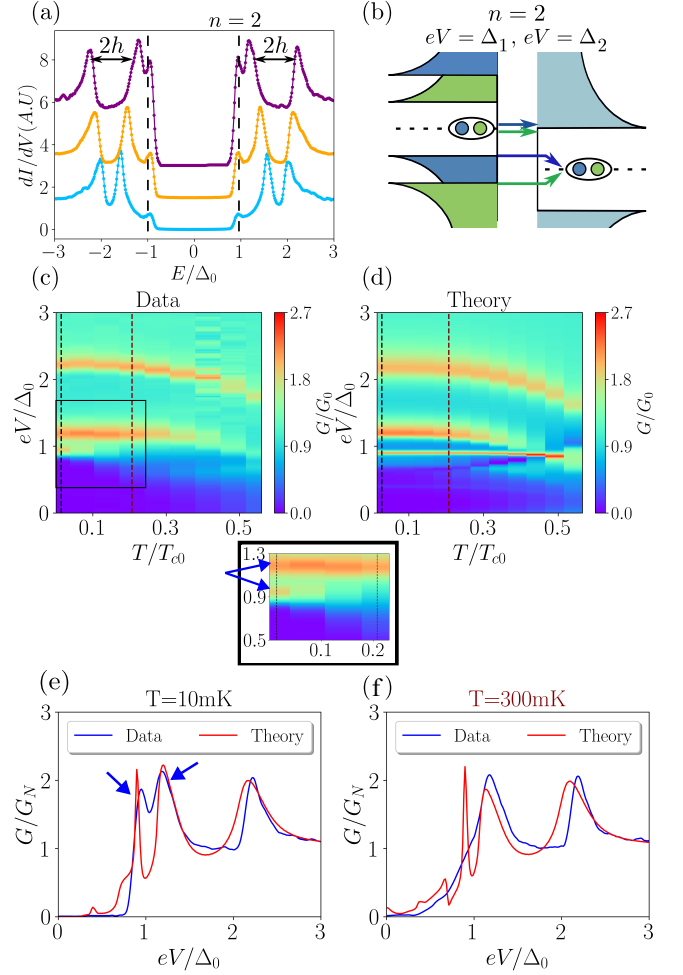 (a)
n = 2
2h
2h
dI/dV(A.U)
8
6
4
2
0
−3
−2
−1
0
1
2
3
E/Δ₀
(b)
n = 2
eV = Δ₁, eV = Δ₂
(c)
Data
eV/Δ₀
3
2
1
0
0.1
0.3
0.5
T/T_c0
2.7
1.8
0.9
0.0
G/G₀
(d)
Theory
eV/Δ₀
3
2
1
0
0.1
0.3
0.5
T/T_c0
2.7
1.8
0.9
0.0
G/G₀
1.3
0.9
0.5
0.1
0.2
(e)
T=10mK
Data
Theory
G/G_N
3
2
1
0
0
1
2
3
eV/Δ₀
(f)
T=300mK
Data
Theory
G/G_N
3
2
1
0
0
1
2
3
eV/Δ₀